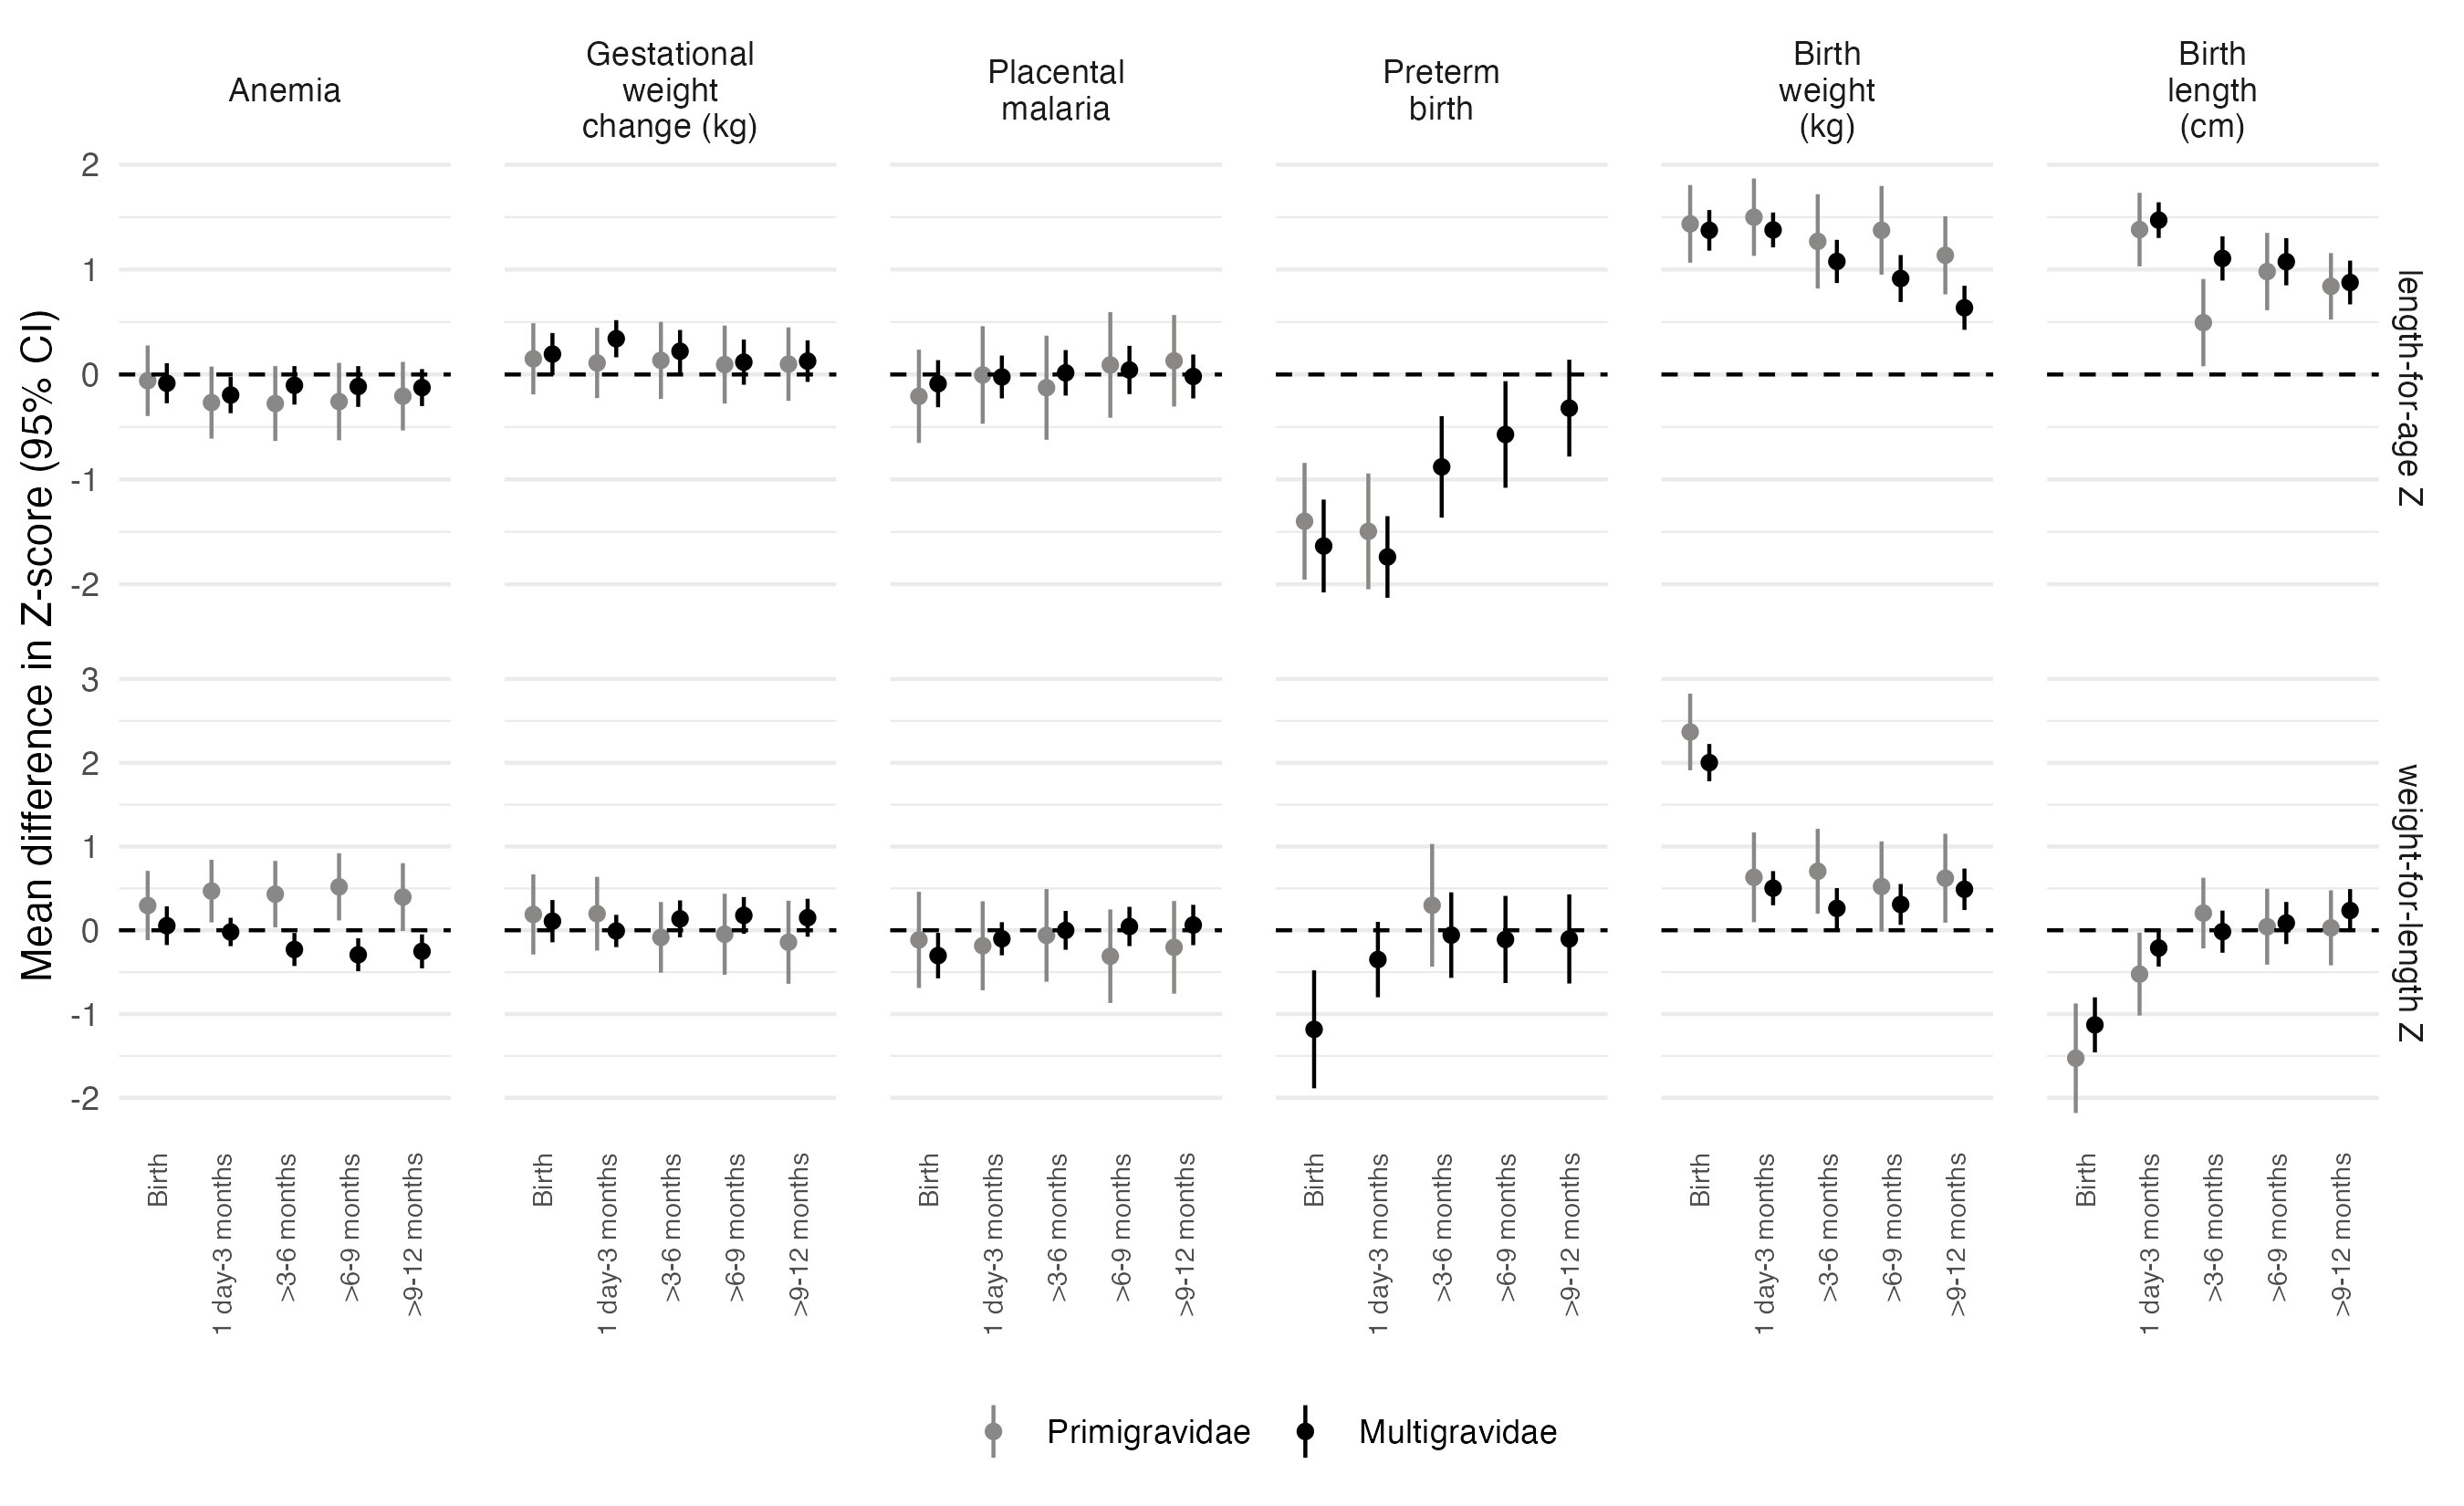 Anemia
Gestational
weight
change (kg)
Placental
malaria
Preterm
birth
Birth
weight
(kg)
Birth
length
(cm)
Mean difference in Z-score (95% CI)
2
1
0
-1
-2
length-for-age Z
3
2
1
0
-1
-2
weight-for-length Z
Birth
1 day-3 months
>3-6 months
>6-9 months
>9-12 months
Birth
1 day-3 months
>3-6 months
>6-9 months
>9-12 months
Birth
1 day-3 months
>3-6 months
>6-9 months
>9-12 months
Birth
1 day-3 months
>3-6 months
>6-9 months
>9-12 months
Birth
1 day-3 months
>3-6 months
>6-9 months
>9-12 months
Birth
1 day-3 months
>3-6 months
>6-9 months
>9-12 months
Primigravidae
Multigravidae